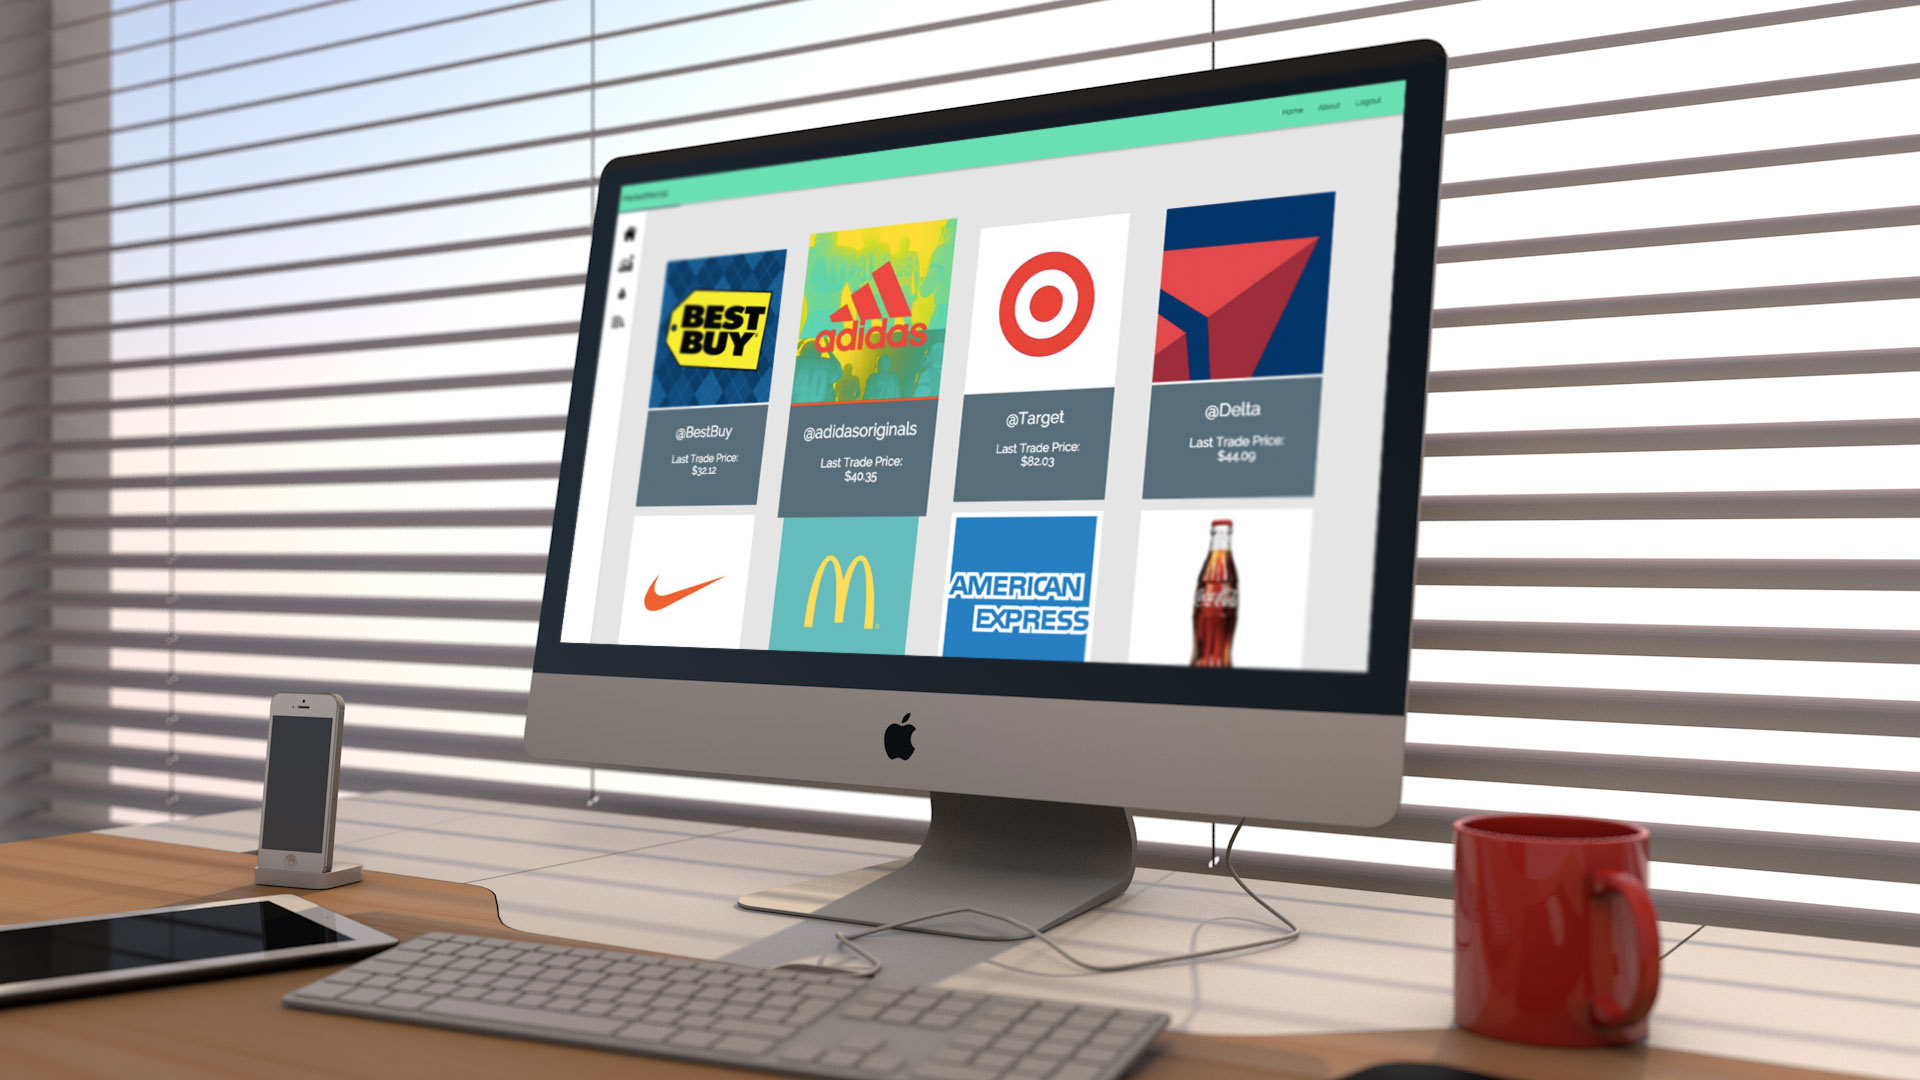 Home About Logout
BEST
BUY
adidas
@BestBuy
Last Trade Price:
$32.12
@adidasoriginals
Last Trade Price:
$40.35
@Target
Last Trade Price:
$82.03
@Delta
Last Trade Price:
$44.09
AMERICAN
EXPRESS